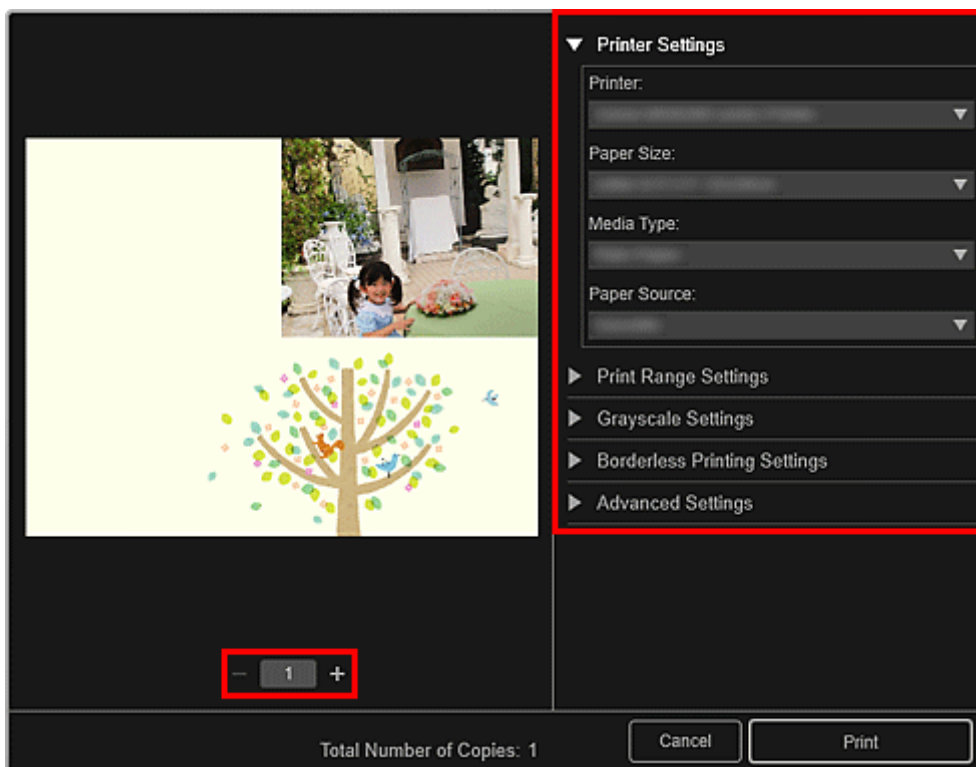 Printer Settings
Printer:
Paper Size:
Media Type:
Paper Source:
Print Range Settings
Grayscale Settings
Borderless Printing Settings
Advanced Settings
− 1 +
Total Number of Copies: 1
Cancel
Print